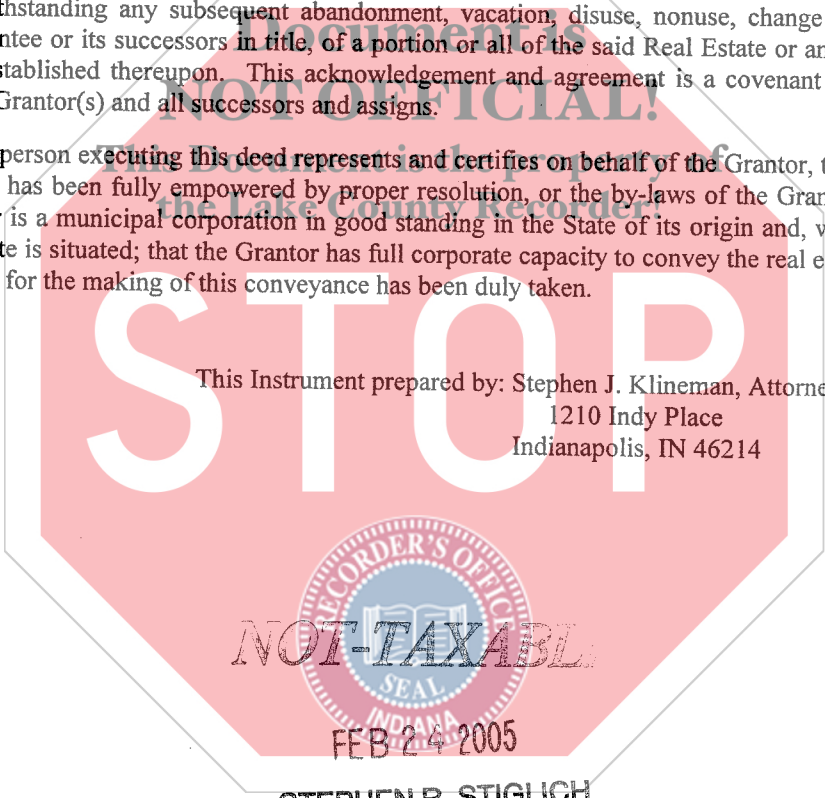 thstanding any subsequent abandonment, vacation, disuse, nonuse, change
Document is
ntee or its successors in title, of a portion or all of the said Real Estate or an
tablished thereupon. This acknowledgement and agreement is a covenant
NOT OFFICIAL!
Grantor(s) and all successors and assigns.
person executing this deed represents and certifies on behalf of the Grantor, t
This Document is the property of
has been fully empowered by proper resolution, or the by-laws of the Gran
the Lake County Recorder!
is a municipal corporation in good standing in the State of its origin and, w
te is situated; that the Grantor has full corporate capacity to convey the real e
for the making of this conveyance has been duly taken.
STOP
This Instrument prepared by: Stephen J. Klineman, Attorne
1210 Indy Place
Indianapolis, IN 46214
RECORDER'S OFFICE
NOT-TAXABL
SEAL
INDIANA
FEB 24 2005
STEPHEN R. STIGLICH